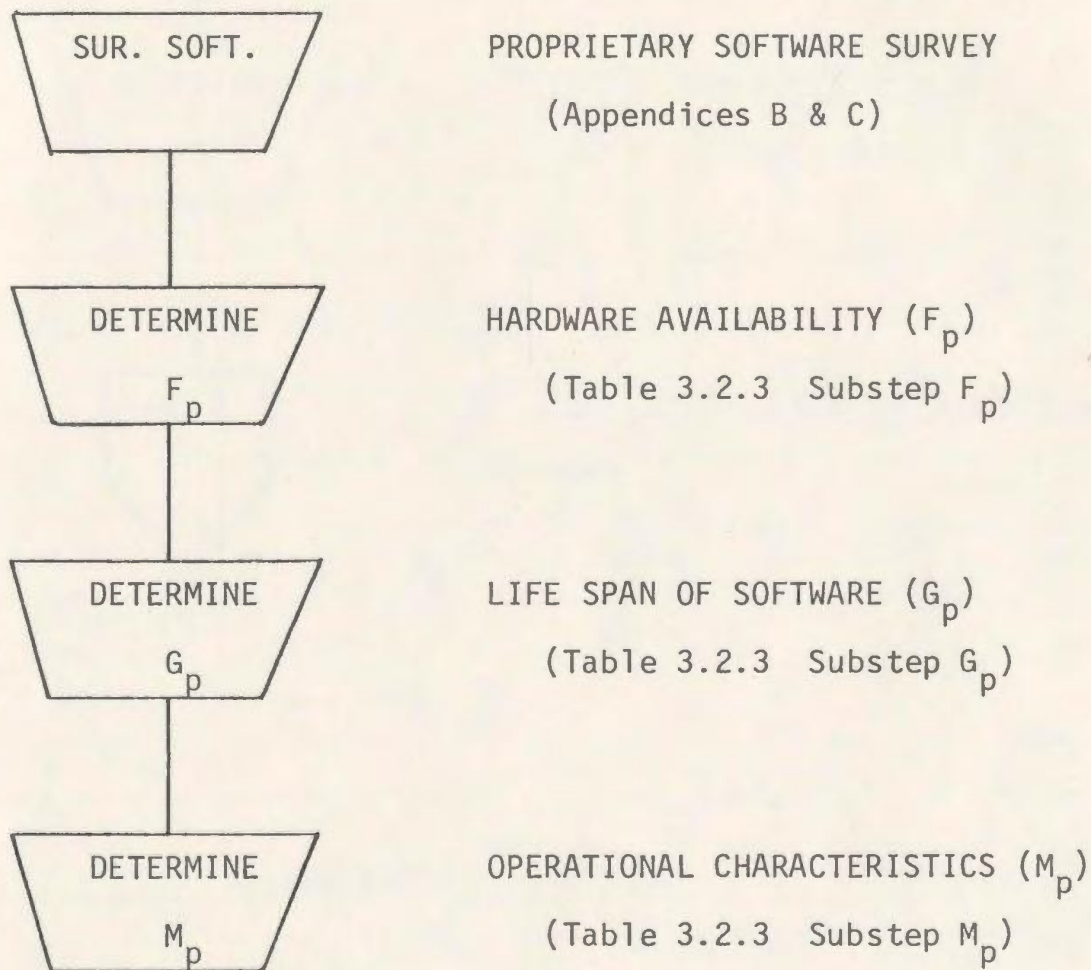 SUR. SOFT. PROPRIETARY SOFTWARE SURVEY
(Appendices B & C)
DETERMINE HARDWARE AVAILABILITY (Fp)
Fp (Table 3.2.3 Substep Fp)
DETERMINE LIFE SPAN OF SOFTWARE (Gp)
Gp (Table 3.2.3 Substep Gp)
DETERMINE OPERATIONAL CHARACTERISTICS (Mp)
Mp (Table 3.2.3 Substep Mp)